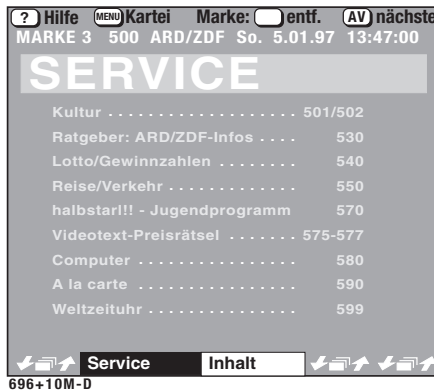 ? Hilfe MENU Kartei Marke: entf. AV nächste
MARKE 3 500 ARD/ZDF So. 5.01.97 13:47:00
SERVICE
Kultur . . . . . . . . . . . . . . . . . . . 501/502
Ratgeber: ARD/ZDF-Infos . . . . 530
Lotto/Gewinnzahlen . . . . . . . . 540
Reise/Verkehr . . . . . . . . . . . . . 550
halbstarl!! - Jugendprogramm 570
Videotext-Preisrätsel . . . . . . . 575-577
Computer . . . . . . . . . . . . . . . . 580
A la carte . . . . . . . . . . . . . . . . 590
Weltzeituhr . . . . . . . . . . . . . . . 599
Service Inhalt
696+10M-D